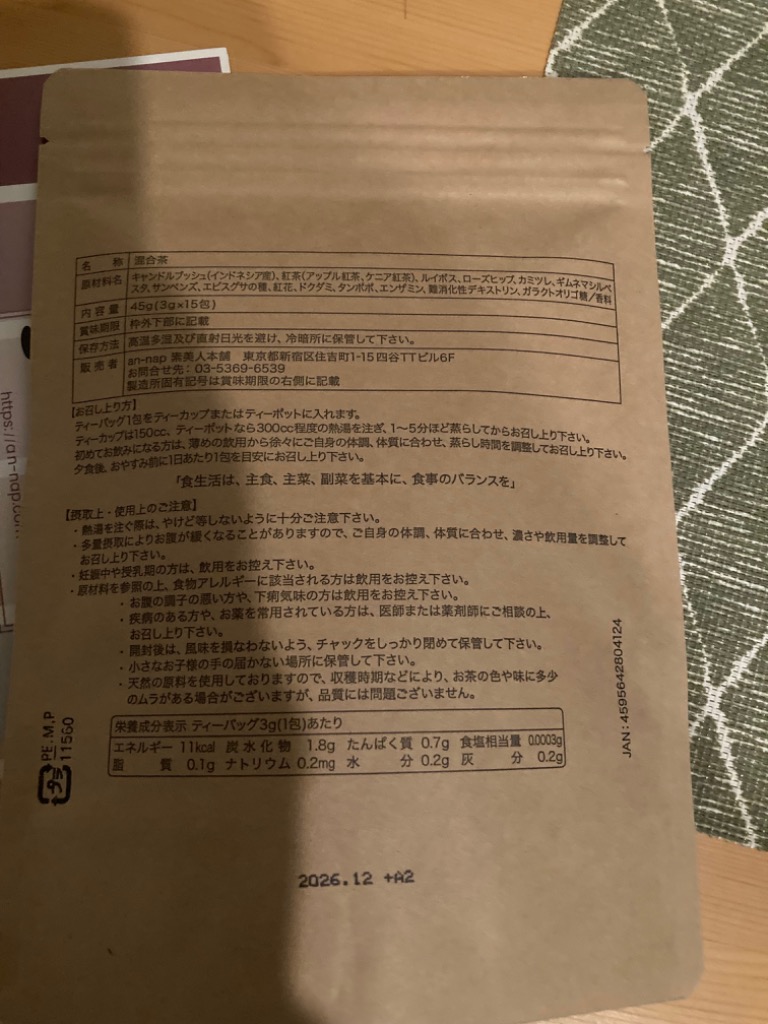 名称 混合茶
原材料名 キャンドルブッシュ(インドネシア産)、紅茶(アップル紅茶、ケニア紅茶)、ルイボス、ローズヒップ、カミツレ、ギムネマシルベ
スタ、サンペンズ、エビスグサの種、紅花、ドクダミ、タンポポ、エンザミン、難消化性デキストリン、ガラクトオリゴ糖/香料
内容量 45g(3g×15包)
賞味期限 枠外下部に記載
保存方法 高温多湿及び直射日光を避け、冷暗所に保管して下さい。
販売者 an-nap 素美人本舗 東京都新宿区住吉町1-15 四谷TTビル6F
お問合せ先:03-5369-6539
製造所固有記号は賞味期限の右側に記載
【お召し上り方】
ティーバッグ1包をティーカップまたはティーポットに入れます。
ティーカップは150cc、ティーポットなら300cc程度の熱湯を注ぎ、1〜5分ほど蒸らしてからお召し上り下さい。
初めてお飲みになる方は、薄めの飲用から徐々にご自身の体調、体質に合わせ、蒸らし時間を調整してお召し上り下さい。
夕食後、おやすみ前に1日あたり1包を目安にお召し上り下さい。
「食生活は、主食、主菜、副菜を基本に、食事のバランスを」
【摂取上・使用上のご注意】
・熱湯を注ぐ際は、やけど等しないように十分ご注意下さい。
・多量摂取によりお腹が緩くなることがありますので、ご自身の体調、体質に合わせ、濃さや飲用量を調整して
お召し上り下さい。
・妊娠中や授乳期の方は、飲用をお控え下さい。
・原材料を参照の上、食物アレルギーに該当される方は飲用をお控え下さい。
・お腹の調子の悪い方や、下痢気味の方は飲用をお控え下さい。
・疾病のある方や、お薬を常用されている方は、医師または薬剤師にご相談の上、
お召し上り下さい。
・開封後は、風味を損なわないよう、チャックをしっかり閉めて保管して下さい。
・小さなお子様の手の届かない場所に保管して下さい。
・天然の原料を使用しておりますので、収穫時期などにより、お茶の色や味に多少
のムラがある場合がございますが、品質には問題ございません。
栄養成分表示 ティーバッグ3g(1包)あたり
エネルギー 11kcal 炭水化物 1.8g たんぱく質 0.7g 食塩相当量 0.0003g
脂質 0.1g ナトリウム 0.2mg 水分 0.2g 灰分 0.2g
2026.12 +A2
JAN:4595642804124
PE.M.P
11560
https://an-nap.com